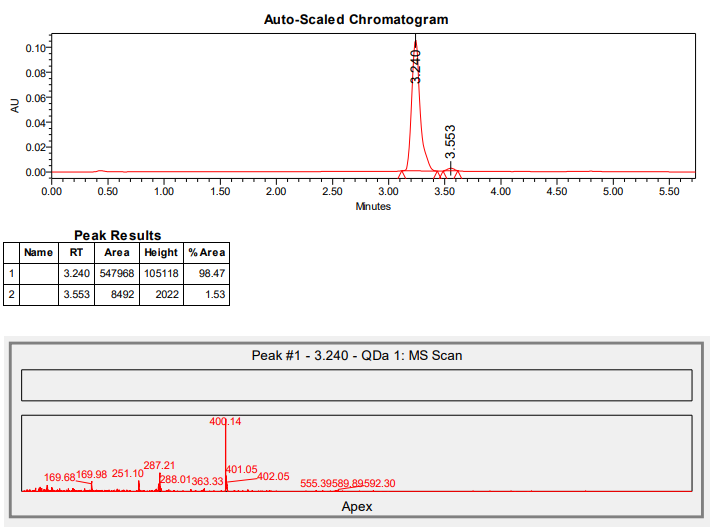 Auto-Scaled Chromatogram
0.10
0.08
0.06
0.04
0.02
0.00
AU
3.240
3.553
0.00 0.50 1.00 1.50 2.00 2.50 3.00 3.50 4.00 4.50 5.00 5.50
Minutes
Peak Results
Name RT Area Height % Area
1 3.240 547968 105118 98.47
2 3.553 8492 2022 1.53
Peak #1 - 3.240 - QDa 1: MS Scan
400.14
169.68 169.98 251.10 287.21 288.01 363.33 401.05 402.05 555.39 589.89 592.30
Apex